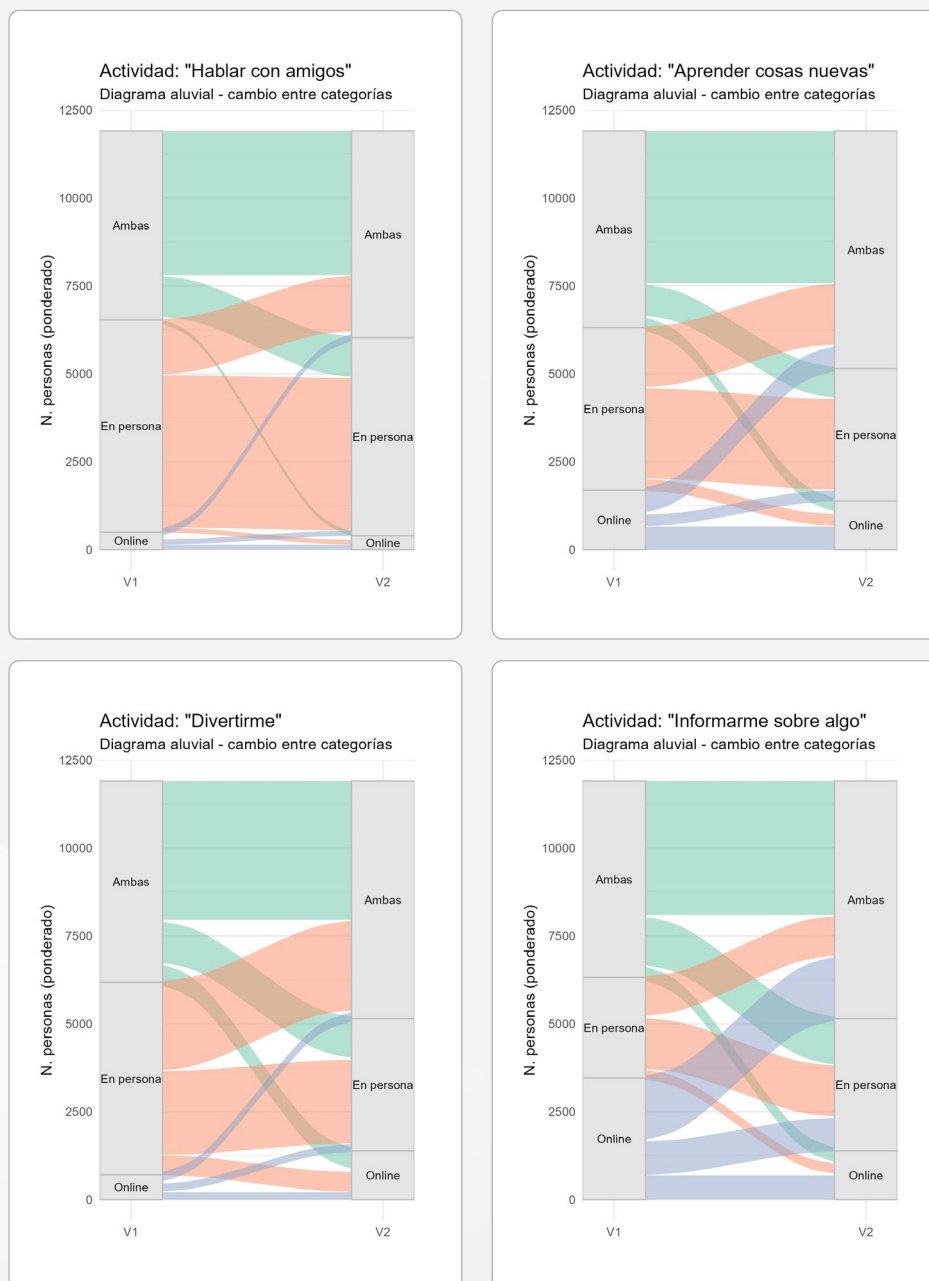 Actividad: "Hablar con amigos"
Diagrama aluvial - cambio entre categorías
12500
10000
7500
5000
2500
0
N. personas (ponderado)
Ambas
En persona
Online
Ambas
En persona
Online
V1
V2
Actividad: "Aprender cosas nuevas"
Diagrama aluvial - cambio entre categorías
12500
10000
7500
5000
2500
0
N. personas (ponderado)
Ambas
En persona
Online
Ambas
En persona
Online
V1
V2
Actividad: "Divertirme"
Diagrama aluvial - cambio entre categorías
12500
10000
7500
5000
2500
0
N. personas (ponderado)
Ambas
En persona
Online
Ambas
En persona
Online
V1
V2
Actividad: "Informarme sobre algo"
Diagrama aluvial - cambio entre categorías
12500
10000
7500
5000
2500
0
N. personas (ponderado)
Ambas
En persona
Online
Ambas
En persona
Online
V1
V2